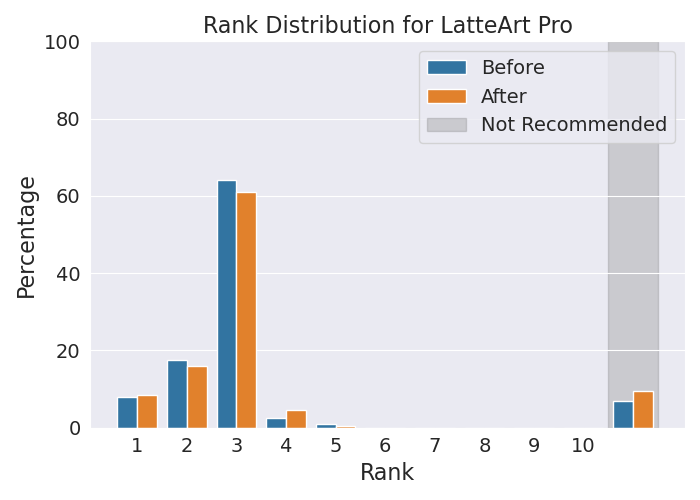 Rank Distribution for LatteArt Pro
100
80
60
40
20
0
Percentage
Before
After
Not Recommended
1 2 3 4 5 6 7 8 9 10
Rank